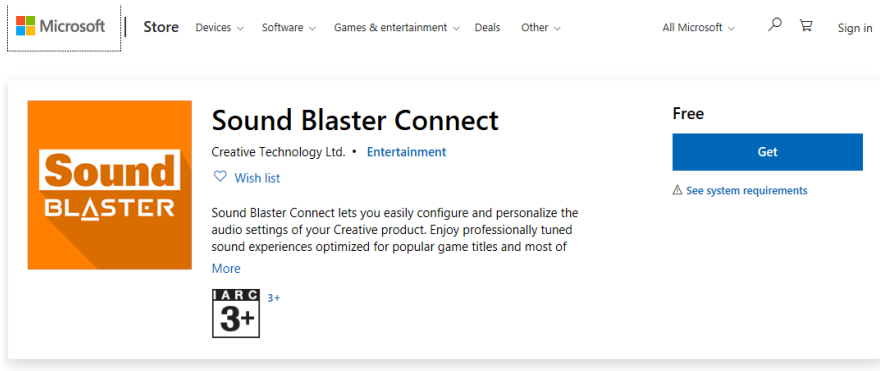 Microsoft Store Devices Software Games & entertainment Deals Other All Microsoft Sign in
Sound BLASTER
Sound Blaster Connect
Creative Technology Ltd. • Entertainment
Wish list
Sound Blaster Connect lets you easily configure and personalize the
audio settings of your Creative product. Enjoy professionally tuned
sound experiences optimized for popular game titles and most of
More
IARC
3+
3+
Free
Get
See system requirements